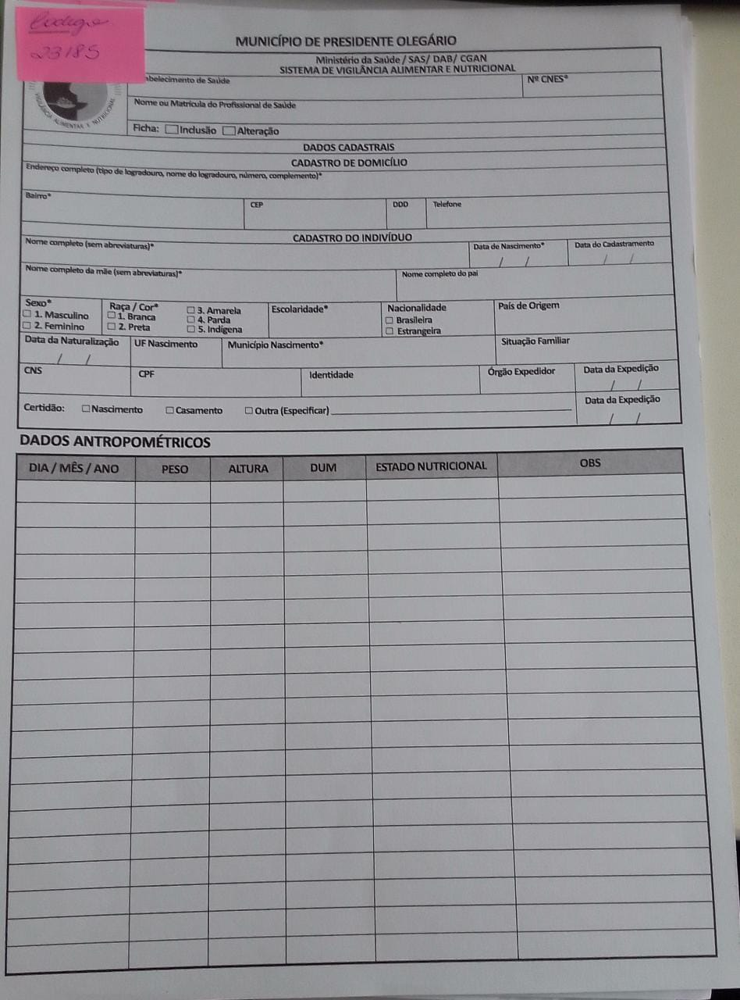 Codigo
23185
MUNICÍPIO DE PRESIDENTE OLEGÁRIO
Ministério da Saúde / SAS/ DAB/ CGAN
SISTEMA DE VIGILÂNCIA ALIMENTAR E NUTRICIONAL
abelecimento de Saúde Nº CNES*
VIGILÂNCIA ALIMENTAR E NUTRICIONAL
Nome ou Matrícula do Profissional de Saúde
Ficha: ☐ Inclusão ☐ Alteração
DADOS CADASTRAIS
CADASTRO DE DOMICÍLIO
Endereço completo (tipo de logradouro, nome do logradouro, número, complemento)*
Bairro* CEP DDD Telefone
CADASTRO DO INDIVÍDUO
Nome completo (sem abreviaturas)* Data de Nascimento* Data do Cadastramento
/ / / /
Nome completo da mãe (sem abreviaturas)* Nome completo do pai
Sexo* Raça / Cor* ☐ 3. Amarela Escolaridade* Nacionalidade País de Origem
☐ 1. Masculino ☐ 1. Branca ☐ 4. Parda ☐ Brasileira
☐ 2. Feminino ☐ 2. Preta ☐ 5. Indígena ☐ Estrangeira
Data da Naturalização UF Nascimento Município Nascimento* Situação Familiar
/ /
CNS CPF Identidade Órgão Expedidor Data da Expedição
/ /
Certidão: ☐ Nascimento ☐ Casamento ☐ Outra (Especificar) Data da Expedição
/ /
DADOS ANTROPOMÉTRICOS
DIA / MÊS / ANO PESO ALTURA DUM ESTADO NUTRICIONAL OBS